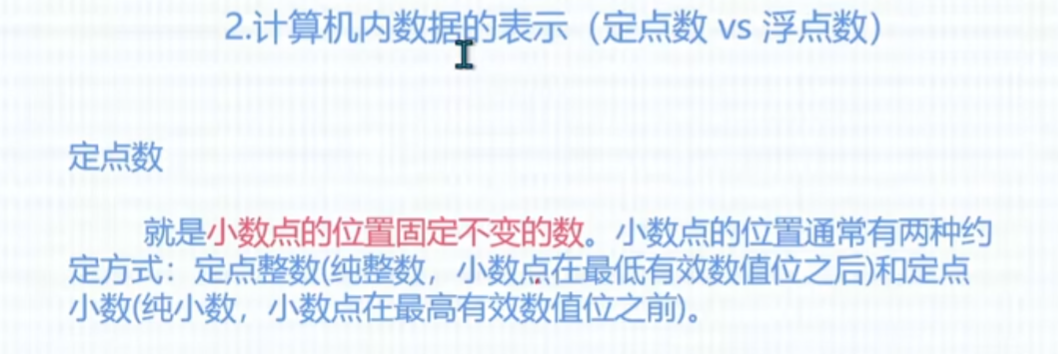 2.计算机内数据的表示（定点数 vs 浮点数）
定点数
就是小数点的位置固定不变的数。小数点的位置通常有两种约
定方式：定点整数(纯整数，小数点在最低有效数值位之后)和定点
小数(纯小数，小数点在最高有效数值位之前)。